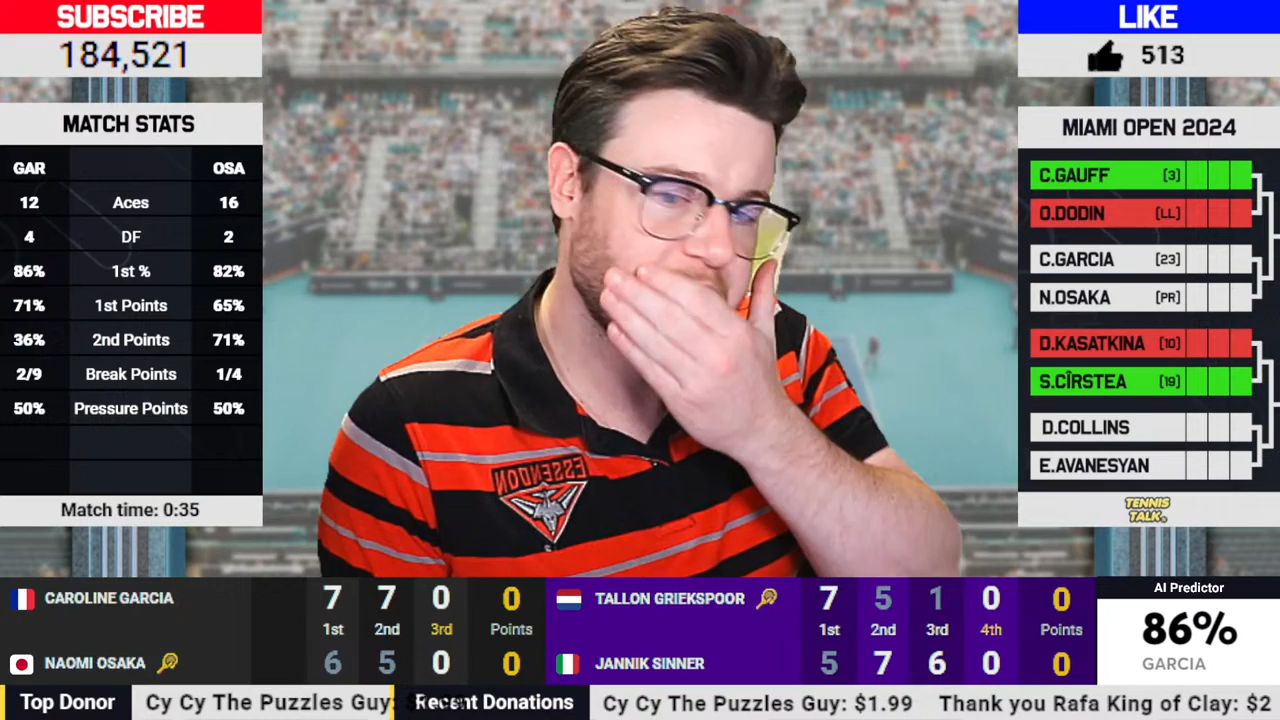 SUBSCRIBE
184,521
MATCH STATS
GAR OSA
12 Aces 16
4 DF 2
86% 1st % 82%
71% 1st Points 65%
36% 2nd Points 71%
2/9 Break Points 1/4
50% Pressure Points 50%
Match time: 0:35
ESSENDON
LIKE
513
MIAMI OPEN 2024
C.GAUFF [3]
O.DODIN [LL]
C.GARCIA [23]
N.OSAKA [PR]
D.KASATKINA [10]
S.CÎRSTEA [19]
D.COLLINS
E.AVANESYAN
TENNIS
TALK.
CAROLINE GARCIA 7 7 0 0
1st 2nd 3rd Points
NAOMI OSAKA 6 5 0 0
TALLON GRIEKSPOOR 7 5 1 0 0
1st 2nd 3rd 4th Points
JANNIK SINNER 5 7 6 0 0
AI Predictor
86%
GARCIA
Top Donor Cy Cy The Puzzles Guy: Recent Donations Cy Cy The Puzzles Guy: $1.99 Thank you Rafa King of Clay: $2